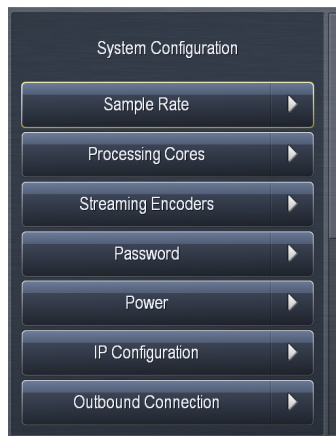 System Configuration
Sample Rate
Processing Cores
Streaming Encoders
Password
Power
IP Configuration
Outbound Connection